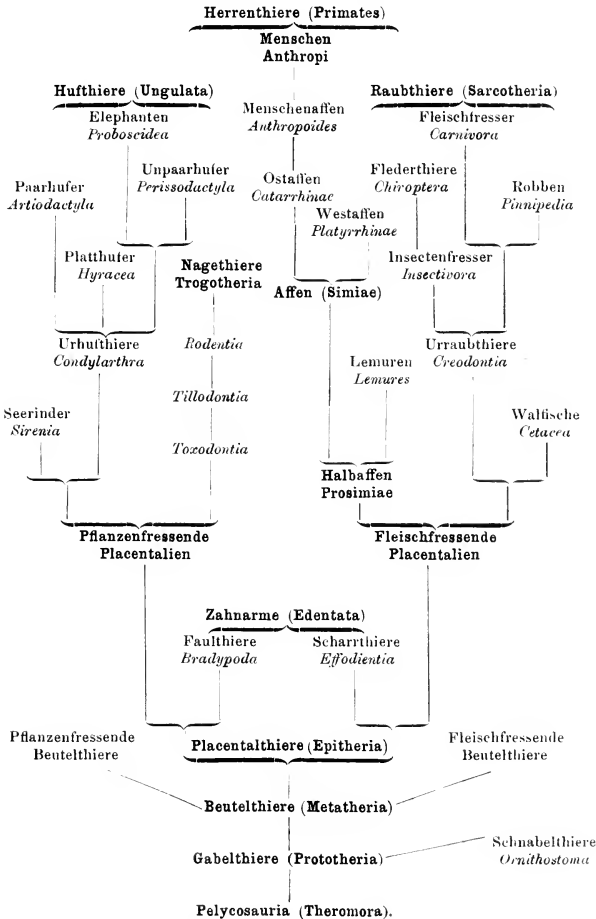 Herrenthiere (Primates)
Menschen
Anthropi
Hufthiere (Ungulata)
Elephanten
Proboscidea
Menschenaffen
Anthropoides
Raubthiere (Sarcotheria)
Fleischfresser
Carnivora
Paarhufer
Artiodactyla
Unpaarhufer
Perissodactyla
Ostaffen
Catarrhinae
Westaffen
Platyrrhinae
Flederthiere
Chiroptera
Robben
Pinnipedia
Platthufer
Hyracea
Nagethiere
Trogotheria
Affen (Simiae)
Insectenfresser
Insectivora
Urhufthiere
Condylarthra
Rodentia
Lemuren
Lemures
Urraubthiere
Creodontia
Tillodontia
Seerinder
Sirenia
Toxodontia
Walfische
Cetacea
Halbaffen
Prosimiae
Pflanzenfressende
Placentalien
Fleischfressende
Placentalien
Zahnarme (Edentata)
Faulthiere
Bradypoda
Scharrthiere
Effodientia
Pflanzenfressende
Beutelthiere
Placentalthiere (Epitheria)
Fleischfressende
Beutelthiere
Beutelthiere (Metatheria)
Gabelthiere (Prototheria)
Schnabelthiere
Ornithostoma
Pelycosauria (Theromora).